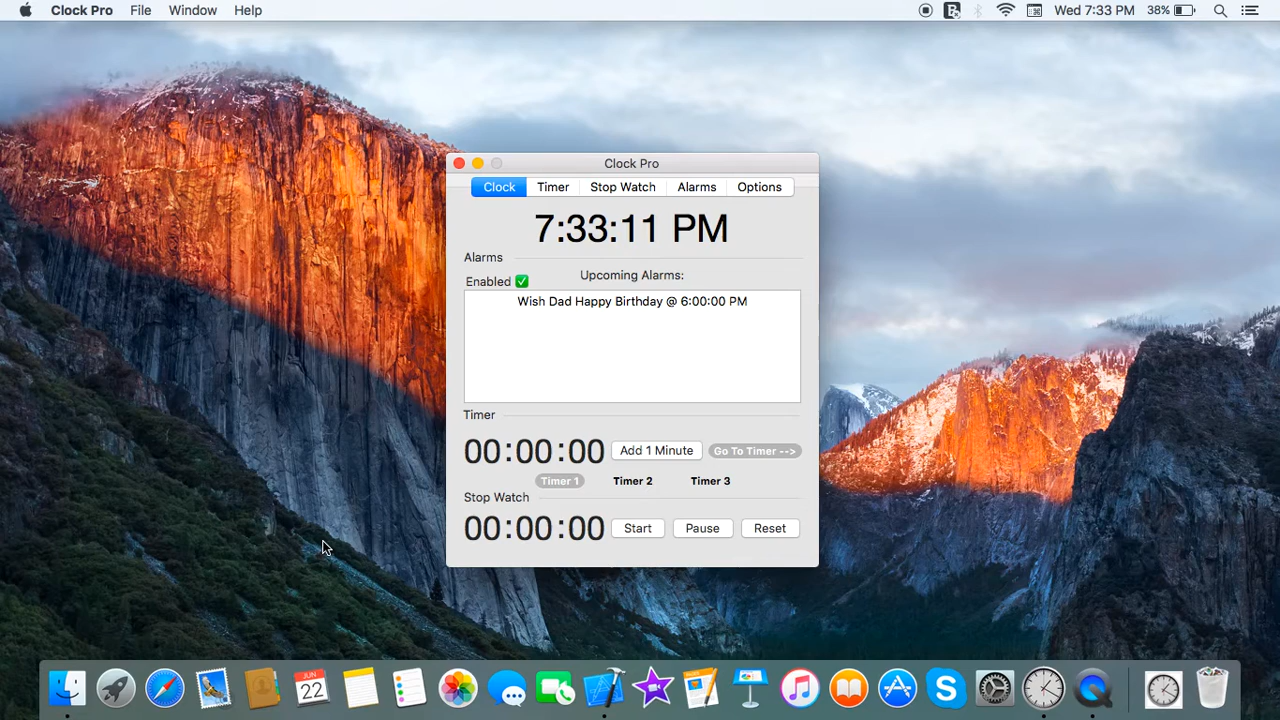 Clock Pro File Window Help Wed 7:33 PM 38%
Clock Pro
Clock Timer Stop Watch Alarms Options
7:33:11 PM
Alarms
Enabled Upcoming Alarms:
Wish Dad Happy Birthday @ 6:00:00 PM
Timer
00:00:00 Add 1 Minute Go To Timer -->
Timer 1 Timer 2 Timer 3
Stop Watch
00:00:00 Start Pause Reset
JUN
22